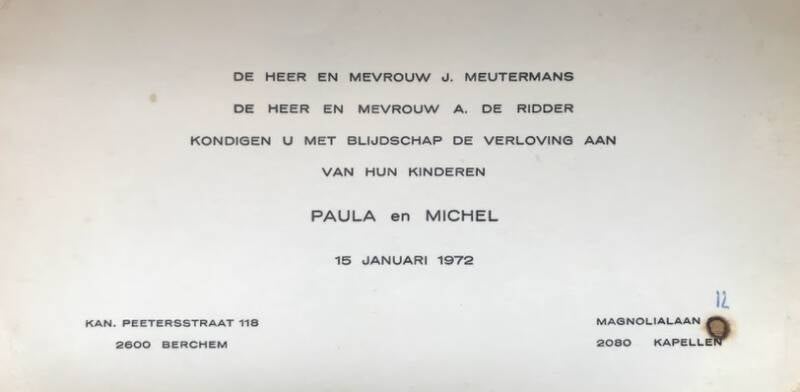 DE HEER EN MEVROUW J. MEUTERMANS
DE HEER EN MEVROUW A. DE RIDDER
KONDIGEN U MET BLIJDSCHAP DE VERLOVING AAN
VAN HUN KINDEREN
PAULA en MICHEL
15 JANUARI 1972
KAN. PEETERSSTRAAT 118
2600 BERCHEM
12
MAGNOLIALAAN
2080 KAPELLEN